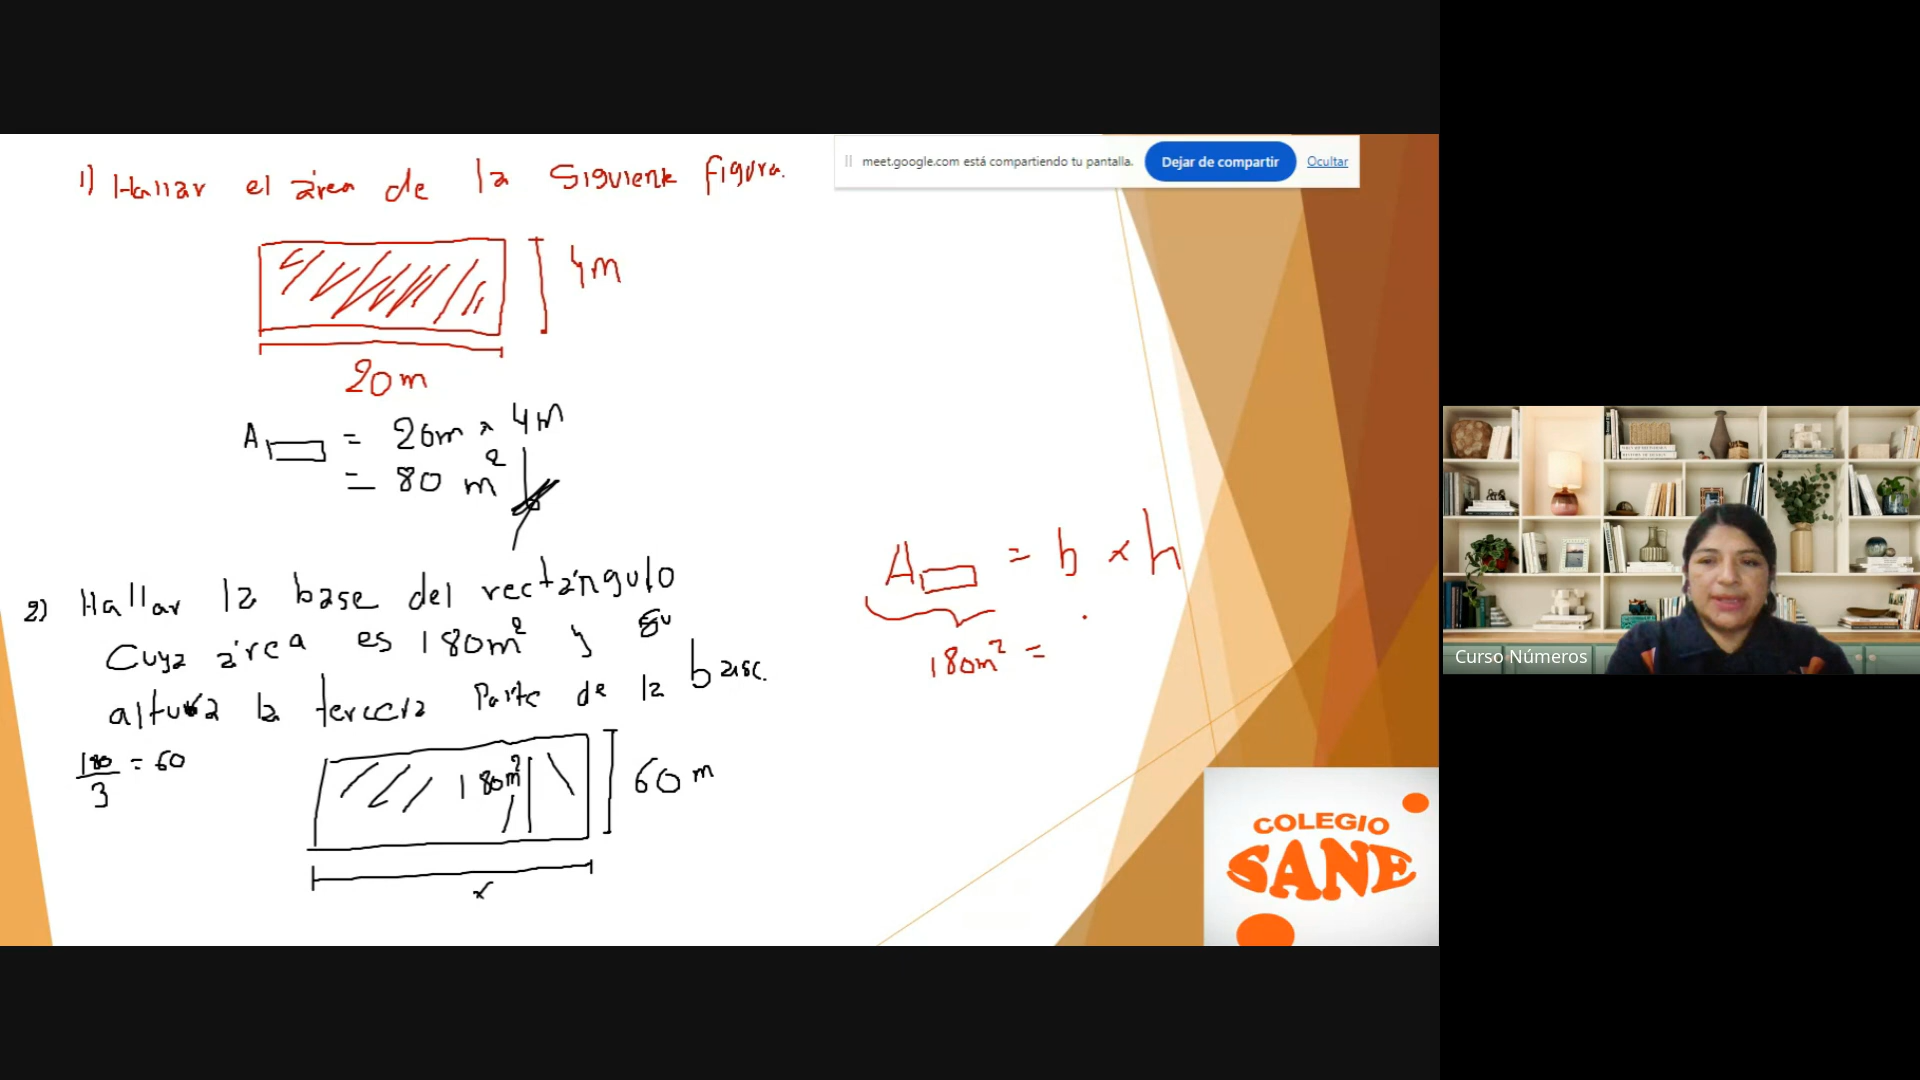 1) Hallar el área de la siguiente figura.
meet.google.com está compartiendo tu pantalla. Dejar de compartir Ocultar
4m
20m
A = 20m x 4m
= 80 m²
2) Hallar la base del rectángulo
Cuya área es 180m² y su
altura la tercera Parte de la base.
180/3 = 60
180m²
60 m
x
A = b x h
180m² =
Curso Números
COLEGIO
SANE